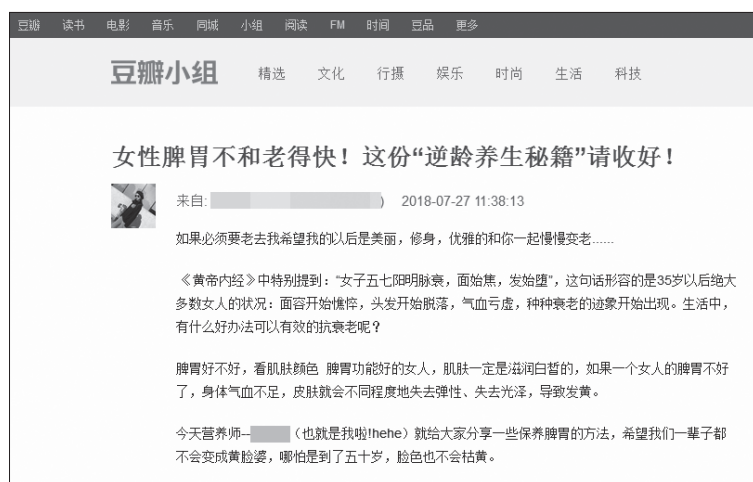 豆瓣 读书 电影 音乐 同城 小组 阅读 FM 时间 豆品 更多
豆瓣小组 精选 文化 行摄 娱乐 时尚 生活 科技
女性脾胃不和老得快！这份“逆龄养生秘籍”请收好！
来自: ) 2018-07-27 11:38:13
如果必须要老去我希望我的以后是美丽，修身，优雅的和你一起慢慢变老......
《黄帝内经》中特别提到：“女子五七阳明脉衰，面始焦，发始堕”，这句话形容的是35岁以后绝大
多数女人的状况：面容开始憔悴，头发开始脱落，气血亏虚，种种衰老的迹象开始出现。生活中，
有什么好办法可以有效的抗衰老呢？
脾胃好不好，看肌肤颜色 脾胃功能好的女人，肌肤一定是滋润白皙的，如果一个女人的脾胃不好
了，身体气血不足，皮肤就会不同程度地失去弹性、失去光泽，导致发黄。
今天营养师--（也就是我啦!hehe）就给大家分享一些保养脾胃的方法，希望我们一辈子都
不会变成黄脸婆，哪怕是到了五十岁，脸色也不会枯黄。